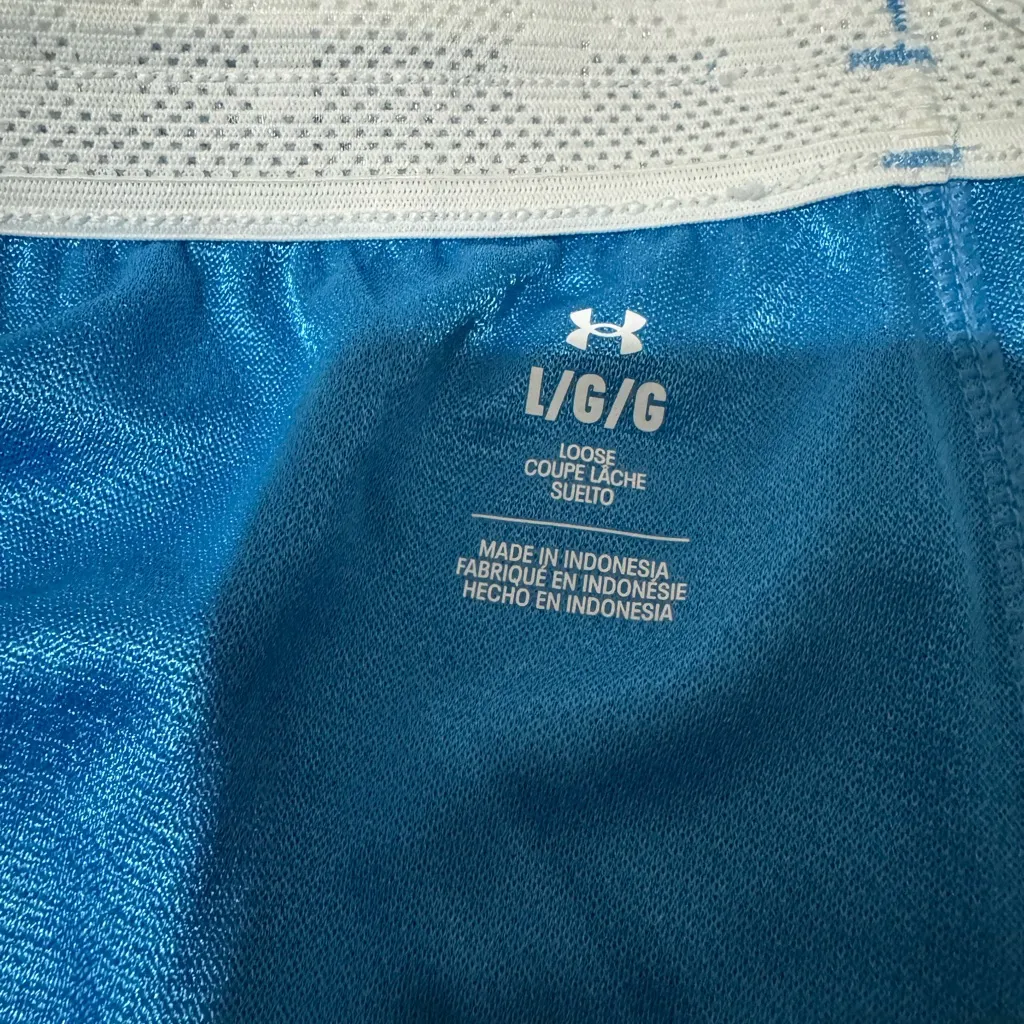 L/G/G
LOOSE
COUPE LÂCHE
SUELTO
MADE IN INDONESIA
FABRIQUÉ EN INDONÉSIE
HECHO EN INDONESIA